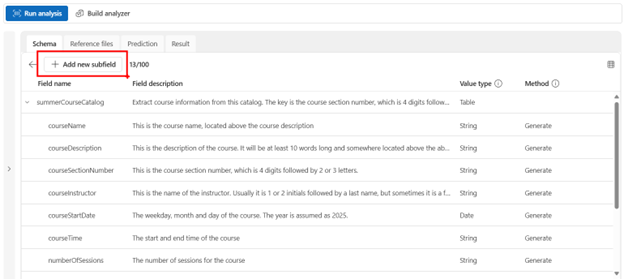 Run analysis Build analyzer
Schema Reference files Prediction Result
Add new subfield 13/100
Field name Field description Value type Method
summerCourseCatalog Extract course information from this catalog. The key is the course section number, which is 4 digits follow... Table
courseName This is the course name, located above the course description String Generate
courseDescription This is the description of the course. It will be at least 10 words long and somewhere located above the ab... String Generate
courseSectionNumber This is the course section number, which is 4 digits followed by 2 or 3 letters. String Generate
courseInstructor This is the name of the instructor. Usually it is 1 or 2 initials followed by a last name, but sometimes it is a f... String Generate
courseStartDate The weekday, month and day of the course. The year is assumed as 2025. Date Generate
courseTime The start and end time of the course String Generate
numberOfSessions The number of sessions for the course String Generate